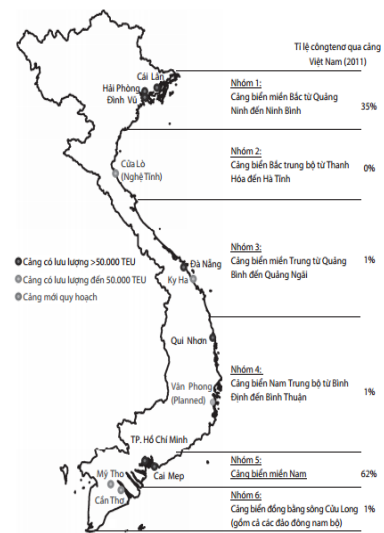 Tỉ lệ côngtenơ qua cảng
Việt Nam (2011)
Cái Lân
Hải Phòng
Đình Vũ
Nhóm 1:
Cảng biển miền Bắc từ Quảng
Ninh đến Ninh Bình
35%
Cửa Lò
(Nghệ Tĩnh)
Nhóm 2:
Cảng biển Bắc trung bộ từ Thanh
Hóa đến Hà Tĩnh
0%
Cảng có lưu lượng >50.000 TEU
Cảng có lưu lượng đến 50.000 TEU
Cảng mới quy hoạch
Đà Nẵng
Ky Ha
Nhóm 3:
Cảng biển miền Trung từ Quảng
Bình đến Quảng Ngãi
1%
Qui Nhơn
Vân Phong
(Planned)
Nhóm 4:
Cảng biển Nam Trung bộ từ Bình
Định đến Bình Thuận
1%
TP. Hồ Chí Minh
Cai Mep
Nhóm 5:
Cảng biển miền Nam
62%
Mỹ Tho
Cần Thơ
Nhóm 6:
Cảng biển đồng bằng sông Cửu Long
(gồm cả các đảo đông nam bộ)
1%